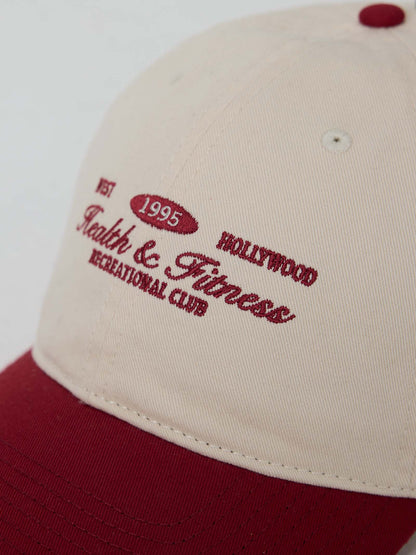 WEST 1995 HOLLYWOOD
Health & Fitness
RECREATIONAL CLUB